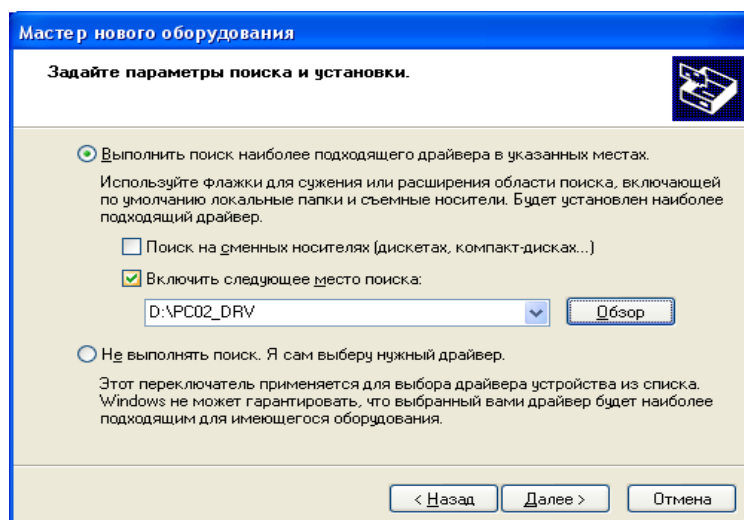 Мастер нового оборудования
Задайте параметры поиска и установки.
Выполнить поиск наиболее подходящего драйвера в указанных местах.
Используйте флажки для сужения или расширения области поиска, включающей
по умолчанию локальные папки и съемные носители. Будет установлен наиболее
подходящий драйвер.
Поиск на сменных носителях (дискетах, компакт-дисках...)
Включить следующее место поиска:
D:\PC02_DRV
Обзор
Не выполнять поиск. Я сам выберу нужный драйвер.
Этот переключатель применяется для выбора драйвера устройства из списка.
Windows не может гарантировать, что выбранный вами драйвер будет наиболее
подходящим для имеющегося оборудования.
< Назад Далее > Отмена